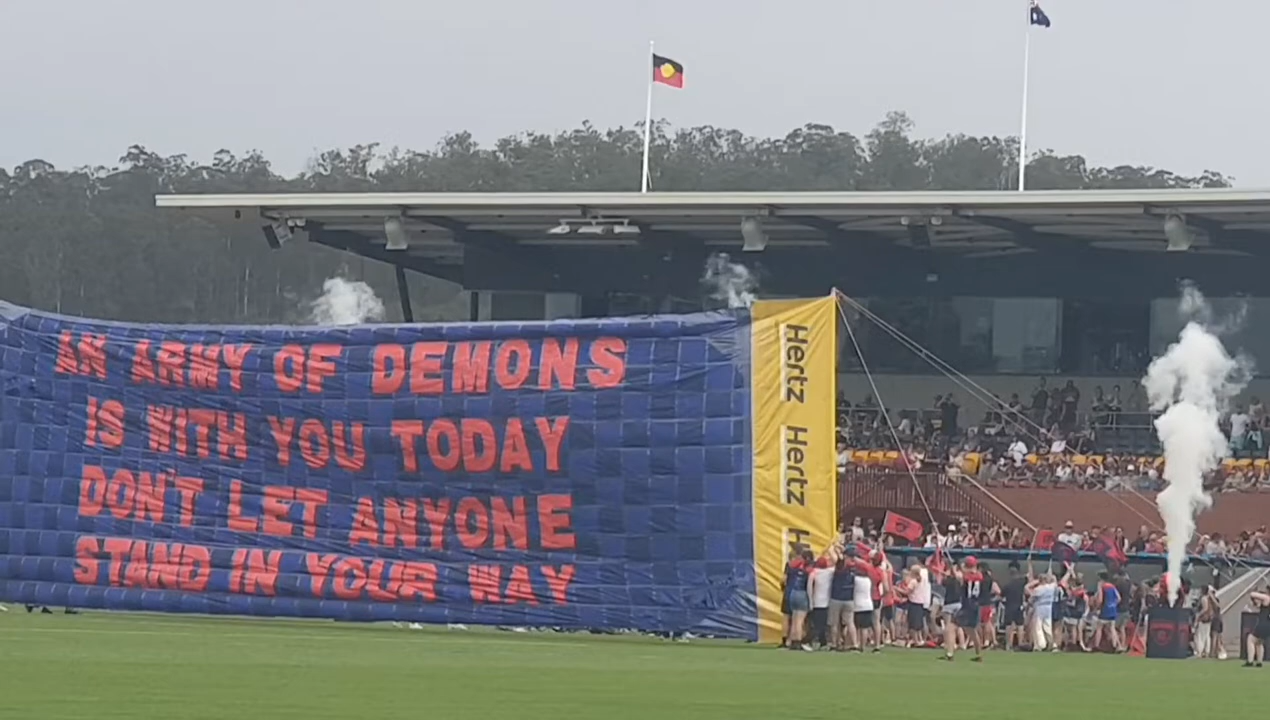 AN ARMY OF DEMONS
IS WITH YOU TODAY
DON'T LET ANYONE
STAND IN YOUR WAY
Hertz
Hertz